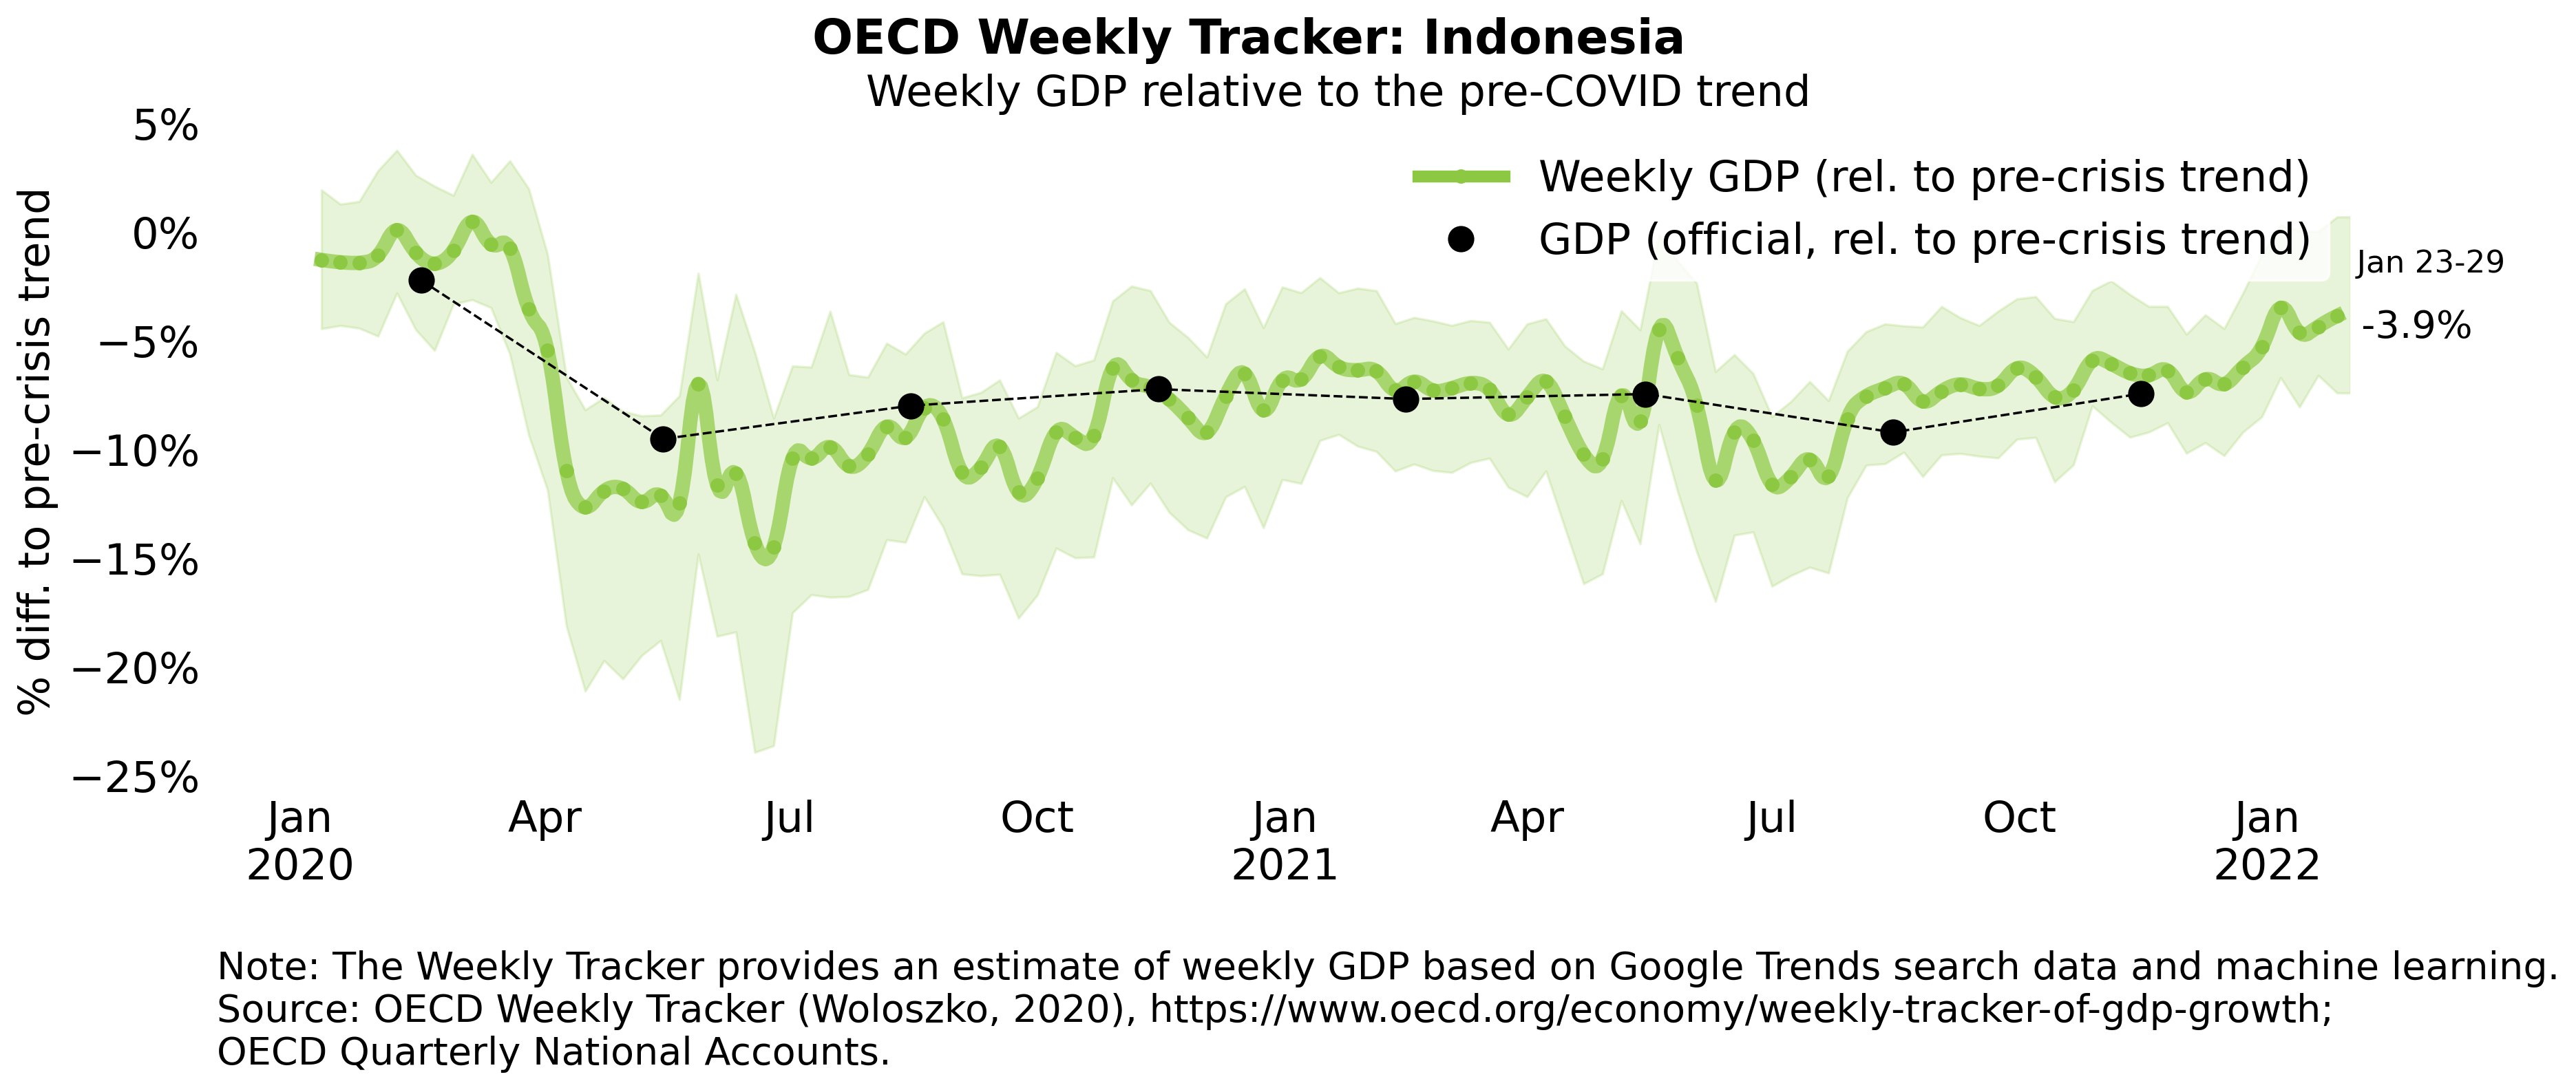 OECD Weekly Tracker: Indonesia
Weekly GDP relative to the pre-COVID trend
% diff. to pre-crisis trend
5%
0%
−5%
−10%
−15%
−20%
−25%
Weekly GDP (rel. to pre-crisis trend)
GDP (official, rel. to pre-crisis trend)
Jan 23-29
-3.9%
Jan Apr Jul Oct Jan Apr Jul Oct Jan
2020 2021 2022
Note: The Weekly Tracker provides an estimate of weekly GDP based on Google Trends search data and machine learning.
Source: OECD Weekly Tracker (Woloszko, 2020), https://www.oecd.org/economy/weekly-tracker-of-gdp-growth;
OECD Quarterly National Accounts.